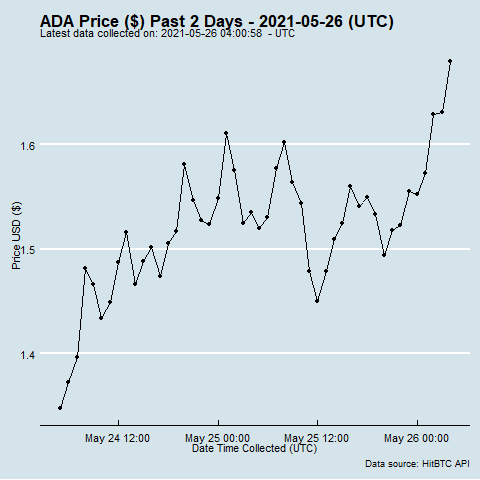 ADA Price ($) Past 2 Days - 2021-05-26 (UTC)
Latest data collected on: 2021-05-26 04:00:58 - UTC
1.6
1.5
1.4
Price USD ($)
May 24 12:00 May 25 00:00 May 25 12:00 May 26 00:00
Date Time Collected (UTC)
Data source: HitBTC API